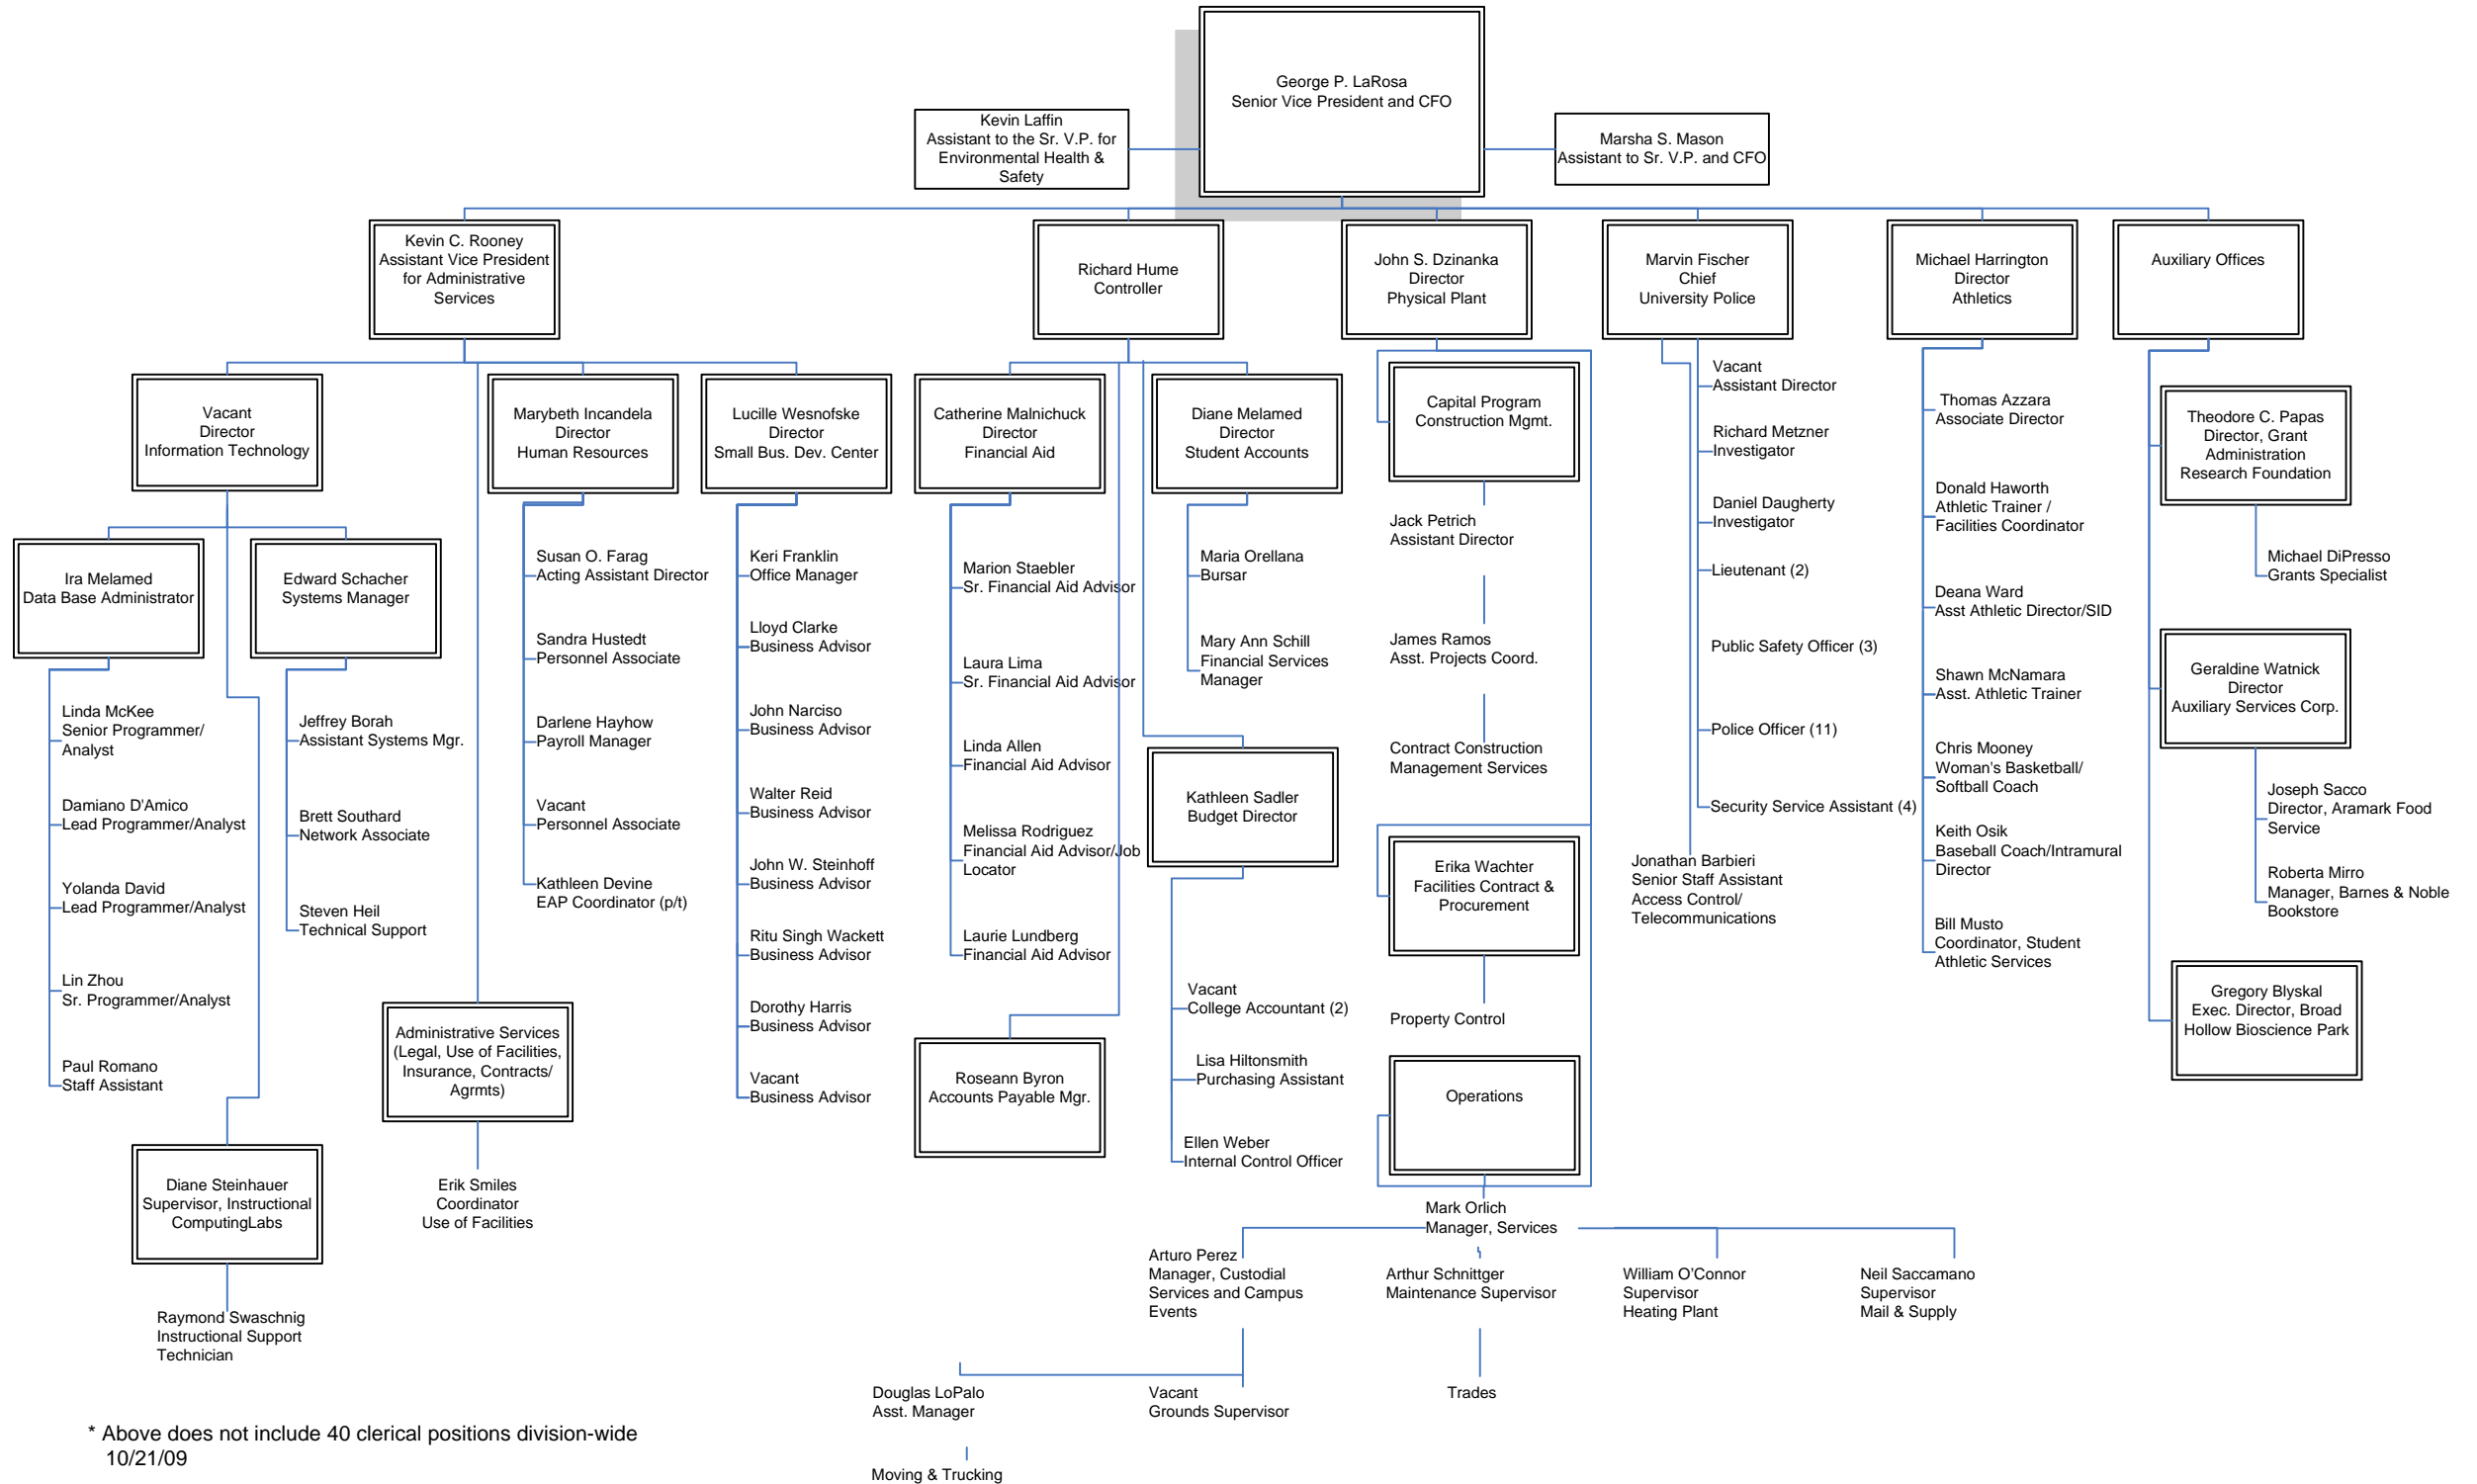 George P. LaRosa
Senior Vice President and CFO
Kevin Laffin
Assistant to the Sr. V.P. for
Environmental Health &
Safety
Marsha S. Mason
Assistant to Sr. V.P. and CFO
Kevin C. Rooney
Assistant Vice President
for Administrative
Services
Richard Hume
Controller
John S. Dzinanka
Director
Physical Plant
Marvin Fischer
Chief
University Police
Michael Harrington
Director
Athletics
Auxiliary Offices
Vacant
Director
Information Technology
Marybeth Incandela
Director
Human Resources
Lucille Wesnofske
Director
Small Bus. Dev. Center
Catherine Malnichuck
Director
Financial Aid
Diane Melamed
Director
Student Accounts
Capital Program
Construction Mgmt.
Ira Melamed
Data Base Administrator
Edward Schacher
Systems Manager
Linda McKee
Senior Programmer/
Analyst
Damiano D'Amico
Lead Programmer/Analyst
Yolanda David
Lead Programmer/Analyst
Lin Zhou
Sr. Programmer/Analyst
Paul Romano
Staff Assistant
Jeffrey Borah
Assistant Systems Mgr.
Brett Southard
Network Associate
Steven Heil
Technical Support
Diane Steinhauer
Supervisor, Instructional
ComputingLabs
Raymond Swaschnig
Instructional Support
Technician
Administrative Services
(Legal, Use of Facilities,
Insurance, Contracts/
Agrmts)
Erik Smiles
Coordinator
Use of Facilities
Susan O. Farag
Acting Assistant Director
Sandra Hustedt
Personnel Associate
Darlene Hayhow
Payroll Manager
Vacant
Personnel Associate
Kathleen Devine
EAP Coordinator (p/t)
Keri Franklin
Office Manager
Lloyd Clarke
Business Advisor
John Narciso
Business Advisor
Walter Reid
Business Advisor
John W. Steinhoff
Business Advisor
Ritu Singh Wackett
Business Advisor
Dorothy Harris
Business Advisor
Vacant
Business Advisor
Marion Staebler
Sr. Financial Aid Advisor
Laura Lima
Sr. Financial Aid Advisor
Linda Allen
Financial Aid Advisor
Melissa Rodriguez
Financial Aid Advisor/Job
Locator
Laurie Lundberg
Financial Aid Advisor
Roseann Byron
Accounts Payable Mgr.
Maria Orellana
Bursar
Mary Ann Schill
Financial Services
Manager
Kathleen Sadler
Budget Director
Vacant
College Accountant (2)
Lisa Hiltonsmith
Purchasing Assistant
Ellen Weber
Internal Control Officer
Jack Petrich
Assistant Director
James Ramos
Asst. Projects Coord.
Contract Construction
Management Services
Erika Wachter
Facilities Contract &
Procurement
Property Control
Operations
Mark Orlich
Manager, Services
Arturo Perez
Manager, Custodial
Services and Campus
Events
Arthur Schnittger
Maintenance Supervisor
William O'Connor
Supervisor
Heating Plant
Neil Saccamano
Supervisor
Mail & Supply
Douglas LoPalo
Asst. Manager
Vacant
Grounds Supervisor
Trades
Moving & Trucking
Vacant
Assistant Director
Richard Metzner
Investigator
Daniel Daugherty
Investigator
Lieutenant (2)
Public Safety Officer (3)
Police Officer (11)
Security Service Assistant (4)
Jonathan Barbieri
Senior Staff Assistant
Access Control/
Telecommunications
Thomas Azzara
Associate Director
Donald Haworth
Athletic Trainer /
Facilities Coordinator
Deana Ward
Asst Athletic Director/SID
Shawn McNamara
Asst. Athletic Trainer
Chris Mooney
Woman's Basketball/
Softball Coach
Keith Osik
Baseball Coach/Intramural
Director
Bill Musto
Coordinator, Student
Athletic Services
Theodore C. Papas
Director, Grant
Administration
Research Foundation
Michael DiPresso
Grants Specialist
Geraldine Watnick
Director
Auxiliary Services Corp.
Joseph Sacco
Director, Aramark Food
Service
Roberta Mirro
Manager, Barnes & Noble
Bookstore
Gregory Blyskal
Exec. Director, Broad
Hollow Bioscience Park
* Above does not include 40 clerical positions division-wide
10/21/09